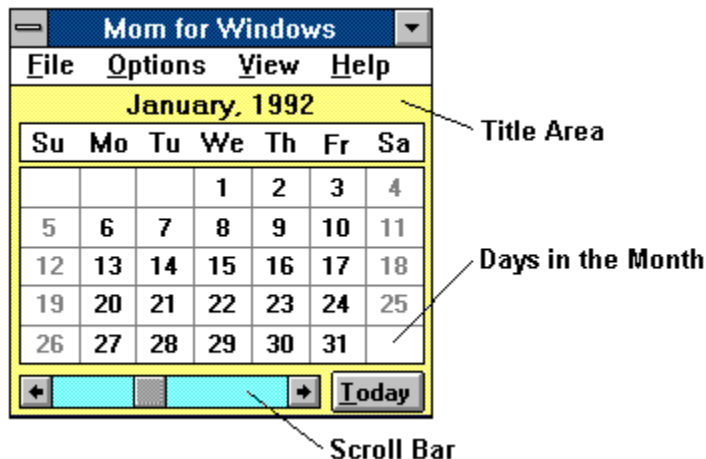 Mom for Windows
File Options View Help
January, 1992
Title Area
Su Mo Tu We Th Fr Sa
1 2 3 4
5 6 7 8 9 10 11
12 13 14 15 16 17 18
Days in the Month
19 20 21 22 23 24 25
26 27 28 29 30 31
Today
Scroll Bar